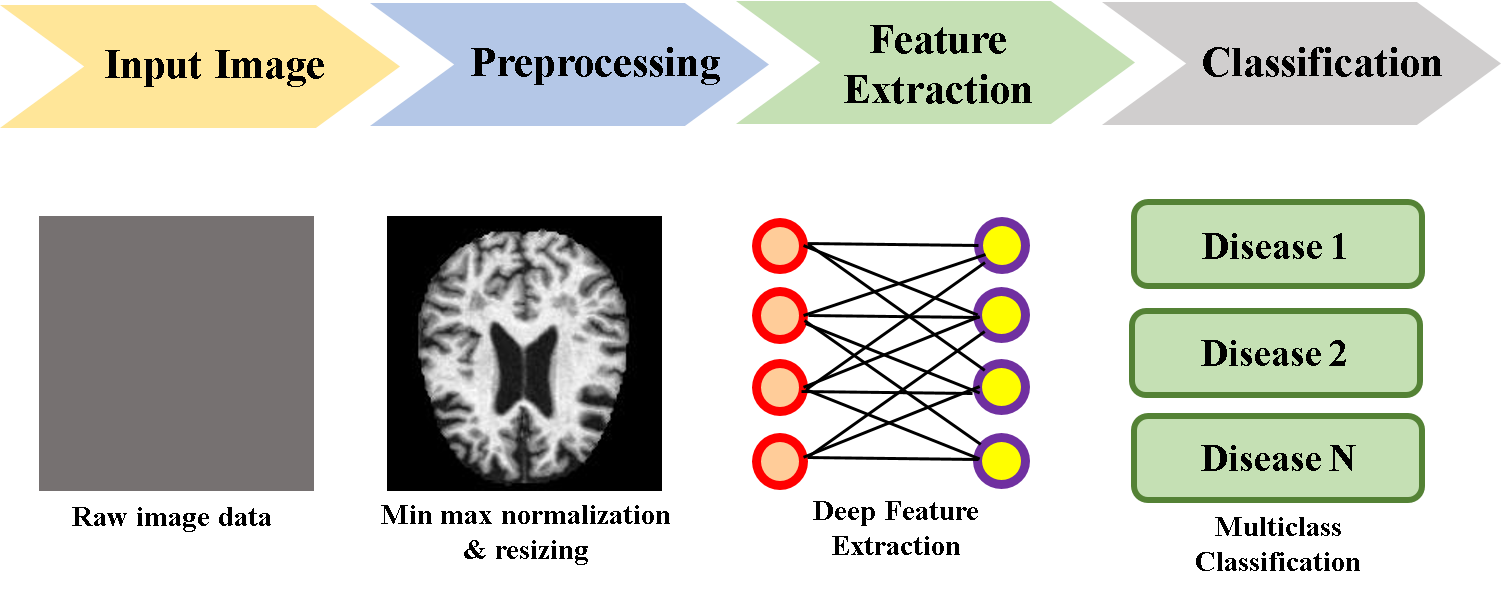 Input Image
Preprocessing
Feature
Extraction
Classification
Raw image data
Min max normalization
& resizing
Deep Feature
Extraction
Disease 1
Disease 2
Disease N
Multiclass
Classification